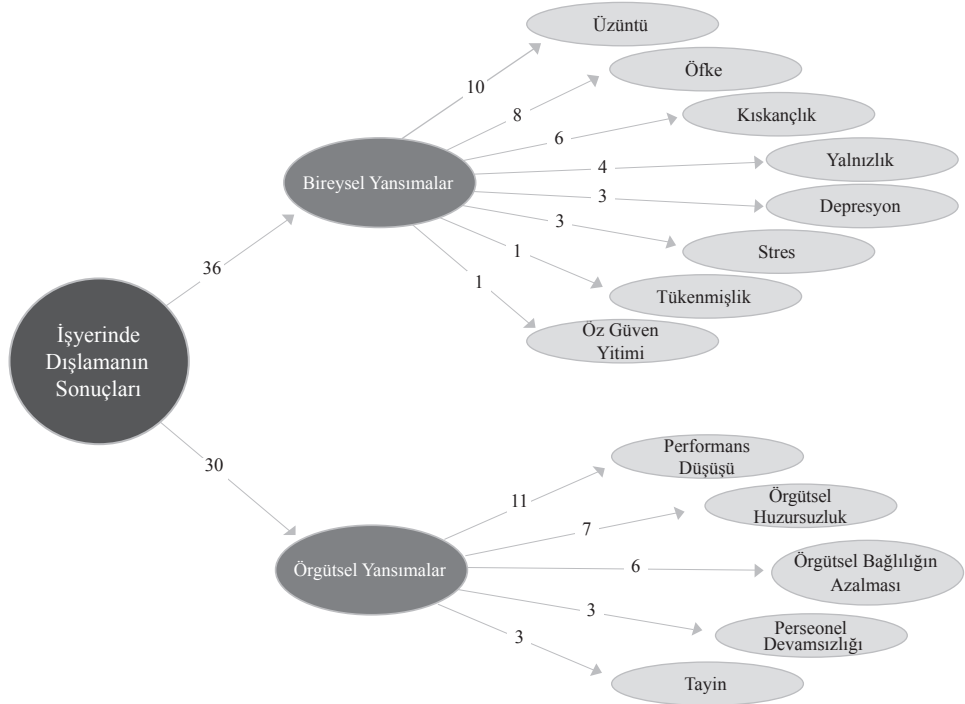 İşyerinde
Dışlamanın
Sonuçları
36
Bireysel Yansımalar
10
Üzüntü
8
Öfke
6
Kıskançlık
4
Yalnızlık
3
Depresyon
3
Stres
1
Tükenmişlik
1
Öz Güven
Yitimi
30
Örgütsel Yansımalar
11
Performans
Düşüşü
7
Örgütsel
Huzursuzluk
6
Örgütsel Bağlılığın
Azalması
3
Perseonel
Devamsızlığı
3
Tayin